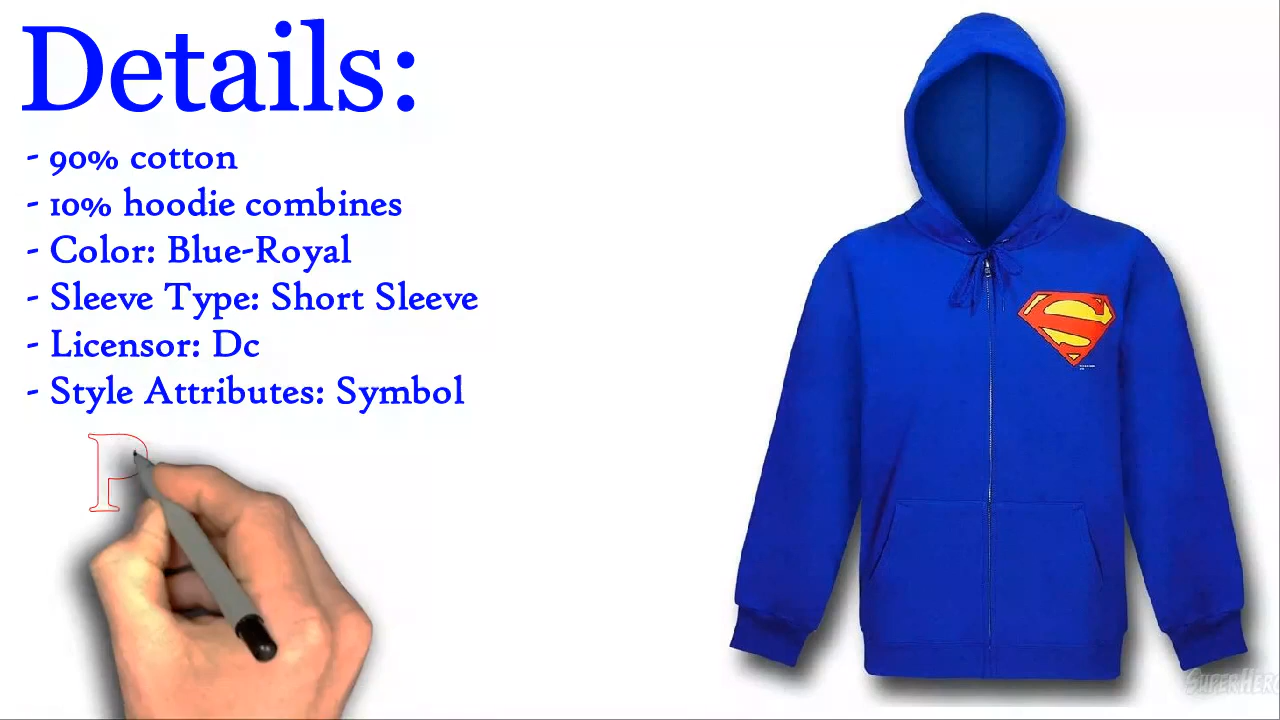 Details:
- 90% cotton
- 10% hoodie combines
- Color: Blue-Royal
- Sleeve Type: Short Sleeve
- Licensor: Dc
- Style Attributes: Symbol
P